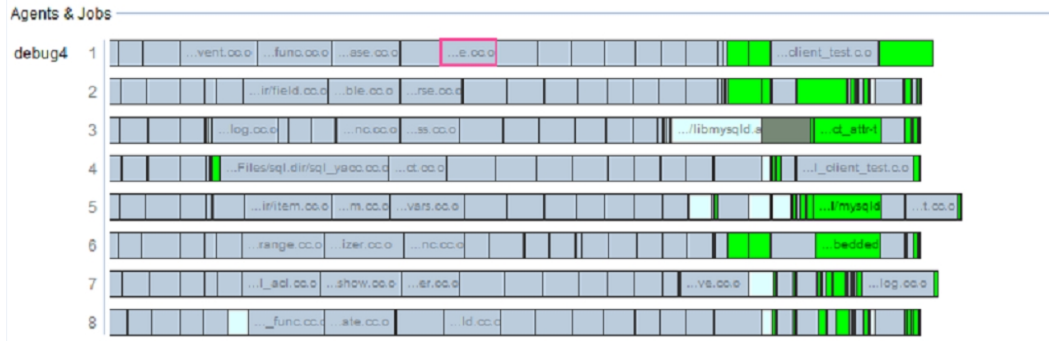 Agents & Jobs
debug4 1 ...vent.cc.o ...func.cc.o ...ase.cc.o ...e.cc.o ...client_test.c.o
2 ...ir/field.cc.o ...ble.cc.o ...rse.cc.o
3 ...log.cc.o ...nc.cc.o ...ss.cc.o .../libmysqld.a ...ct_attr-t
4 ...Files/sql.dir/sql_yacc.cc.o ...ct.cc.o ...l_client_test.c.o
5 ...ir/item.cc.o ...m.cc.o ...vars.cc.o ...l/mysqld ...t.cc.o
6 ...range.cc.o ...izer.cc.o ...nc.cc.o ...bedded
7 ...l_acl.cc.o ...show.cc.o ...er.cc.o ...ve.cc.o ...log.cc.o
8 ..._func.cc.o ...ate.cc.o ...ld.cc.o